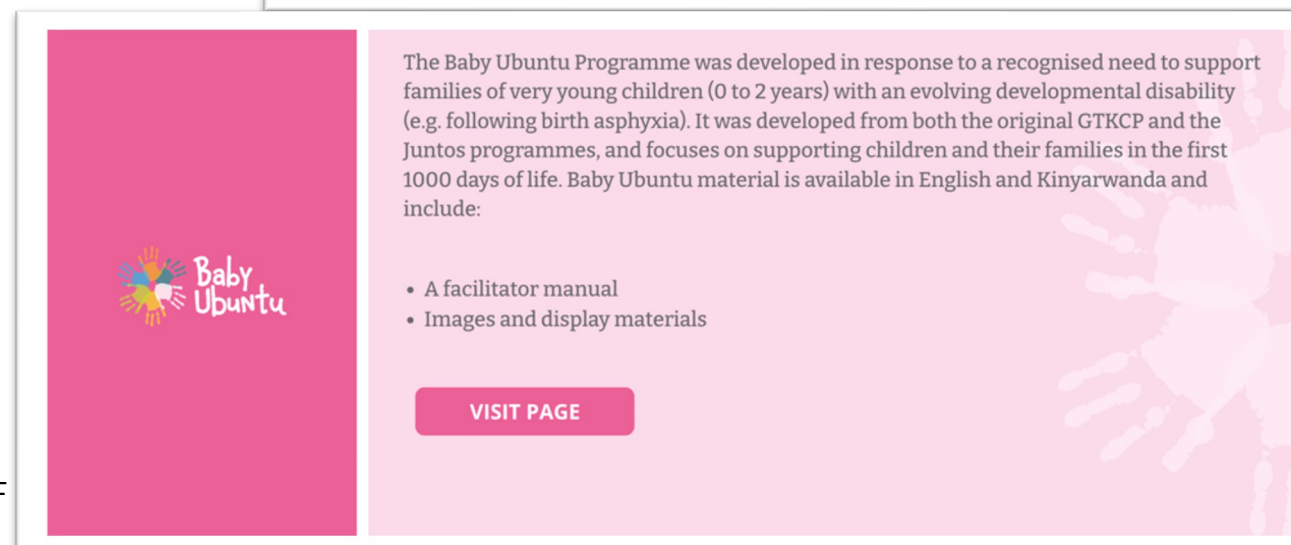 The Baby Ubuntu Programme was developed in response to a recognised need to support
families of very young children (0 to 2 years) with an evolving developmental disability
(e.g. following birth asphyxia). It was developed from both the original GTKCP and the
Juntos programmes, and focuses on supporting children and their families in the first
1000 days of life. Baby Ubuntu material is available in English and Kinyarwanda and
include:
• A facilitator manual
• Images and display materials
VISIT PAGE
Baby
Ubuntu